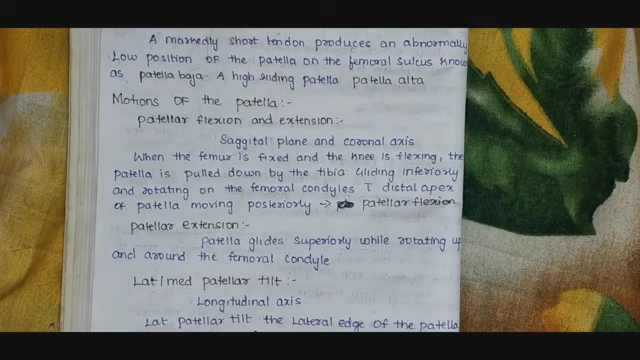 A markedly short tendon produces an abnormally
Low position of the patella on the femoral sulcus known
as patella baja A high sliding patella patella alta
Motions of the patella:-
patellar flexion and extension:-
Saggital plane and coronal axis
When the femur is fixed and the knee is flexing, the
patella is pulled down by the tibia Gliding inferiorly
and rotating on the femoral condyles T distal apex
of patella moving posteriorly → patellar flexion
patellar extension:-
Patella glides superiorly while rotating up
and around the femoral condyle
Lat/med patellar tilt:-
Longitudinal axis
Lat patellar tilt the Lateral edge of the patella